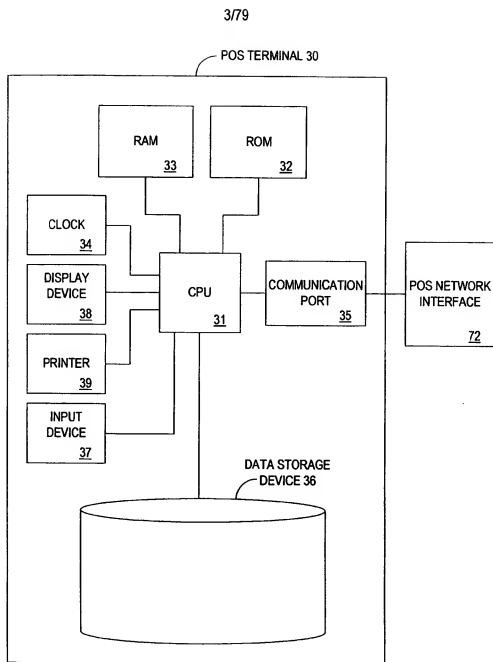 3/79
POS TERMINAL 30
RAM
33
ROM
32
CLOCK
34
DISPLAY
DEVICE
38
PRINTER
39
INPUT
DEVICE
37
CPU
31
COMMUNICATION
PORT
35
POS NETWORK
INTERFACE
72
DATA STORAGE
DEVICE 36